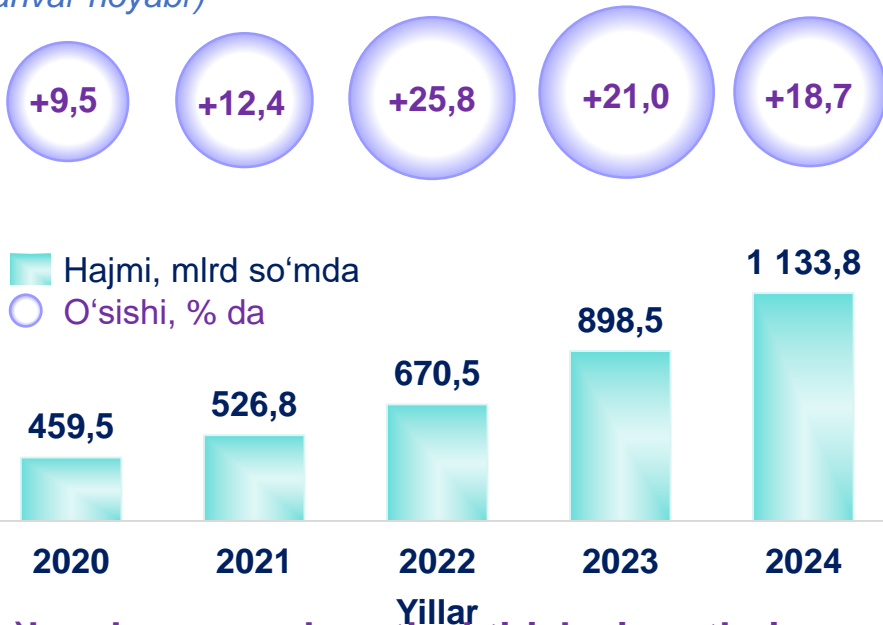 noyabr)
+9,5 +12,4 +25,8 +21,0 +18,7
Hajmi, mlrd so‘mda
O‘sishi, % da
459,5 526,8 670,5 898,5 1 133,8
2020 2021 2022 2023 2024
Yillar